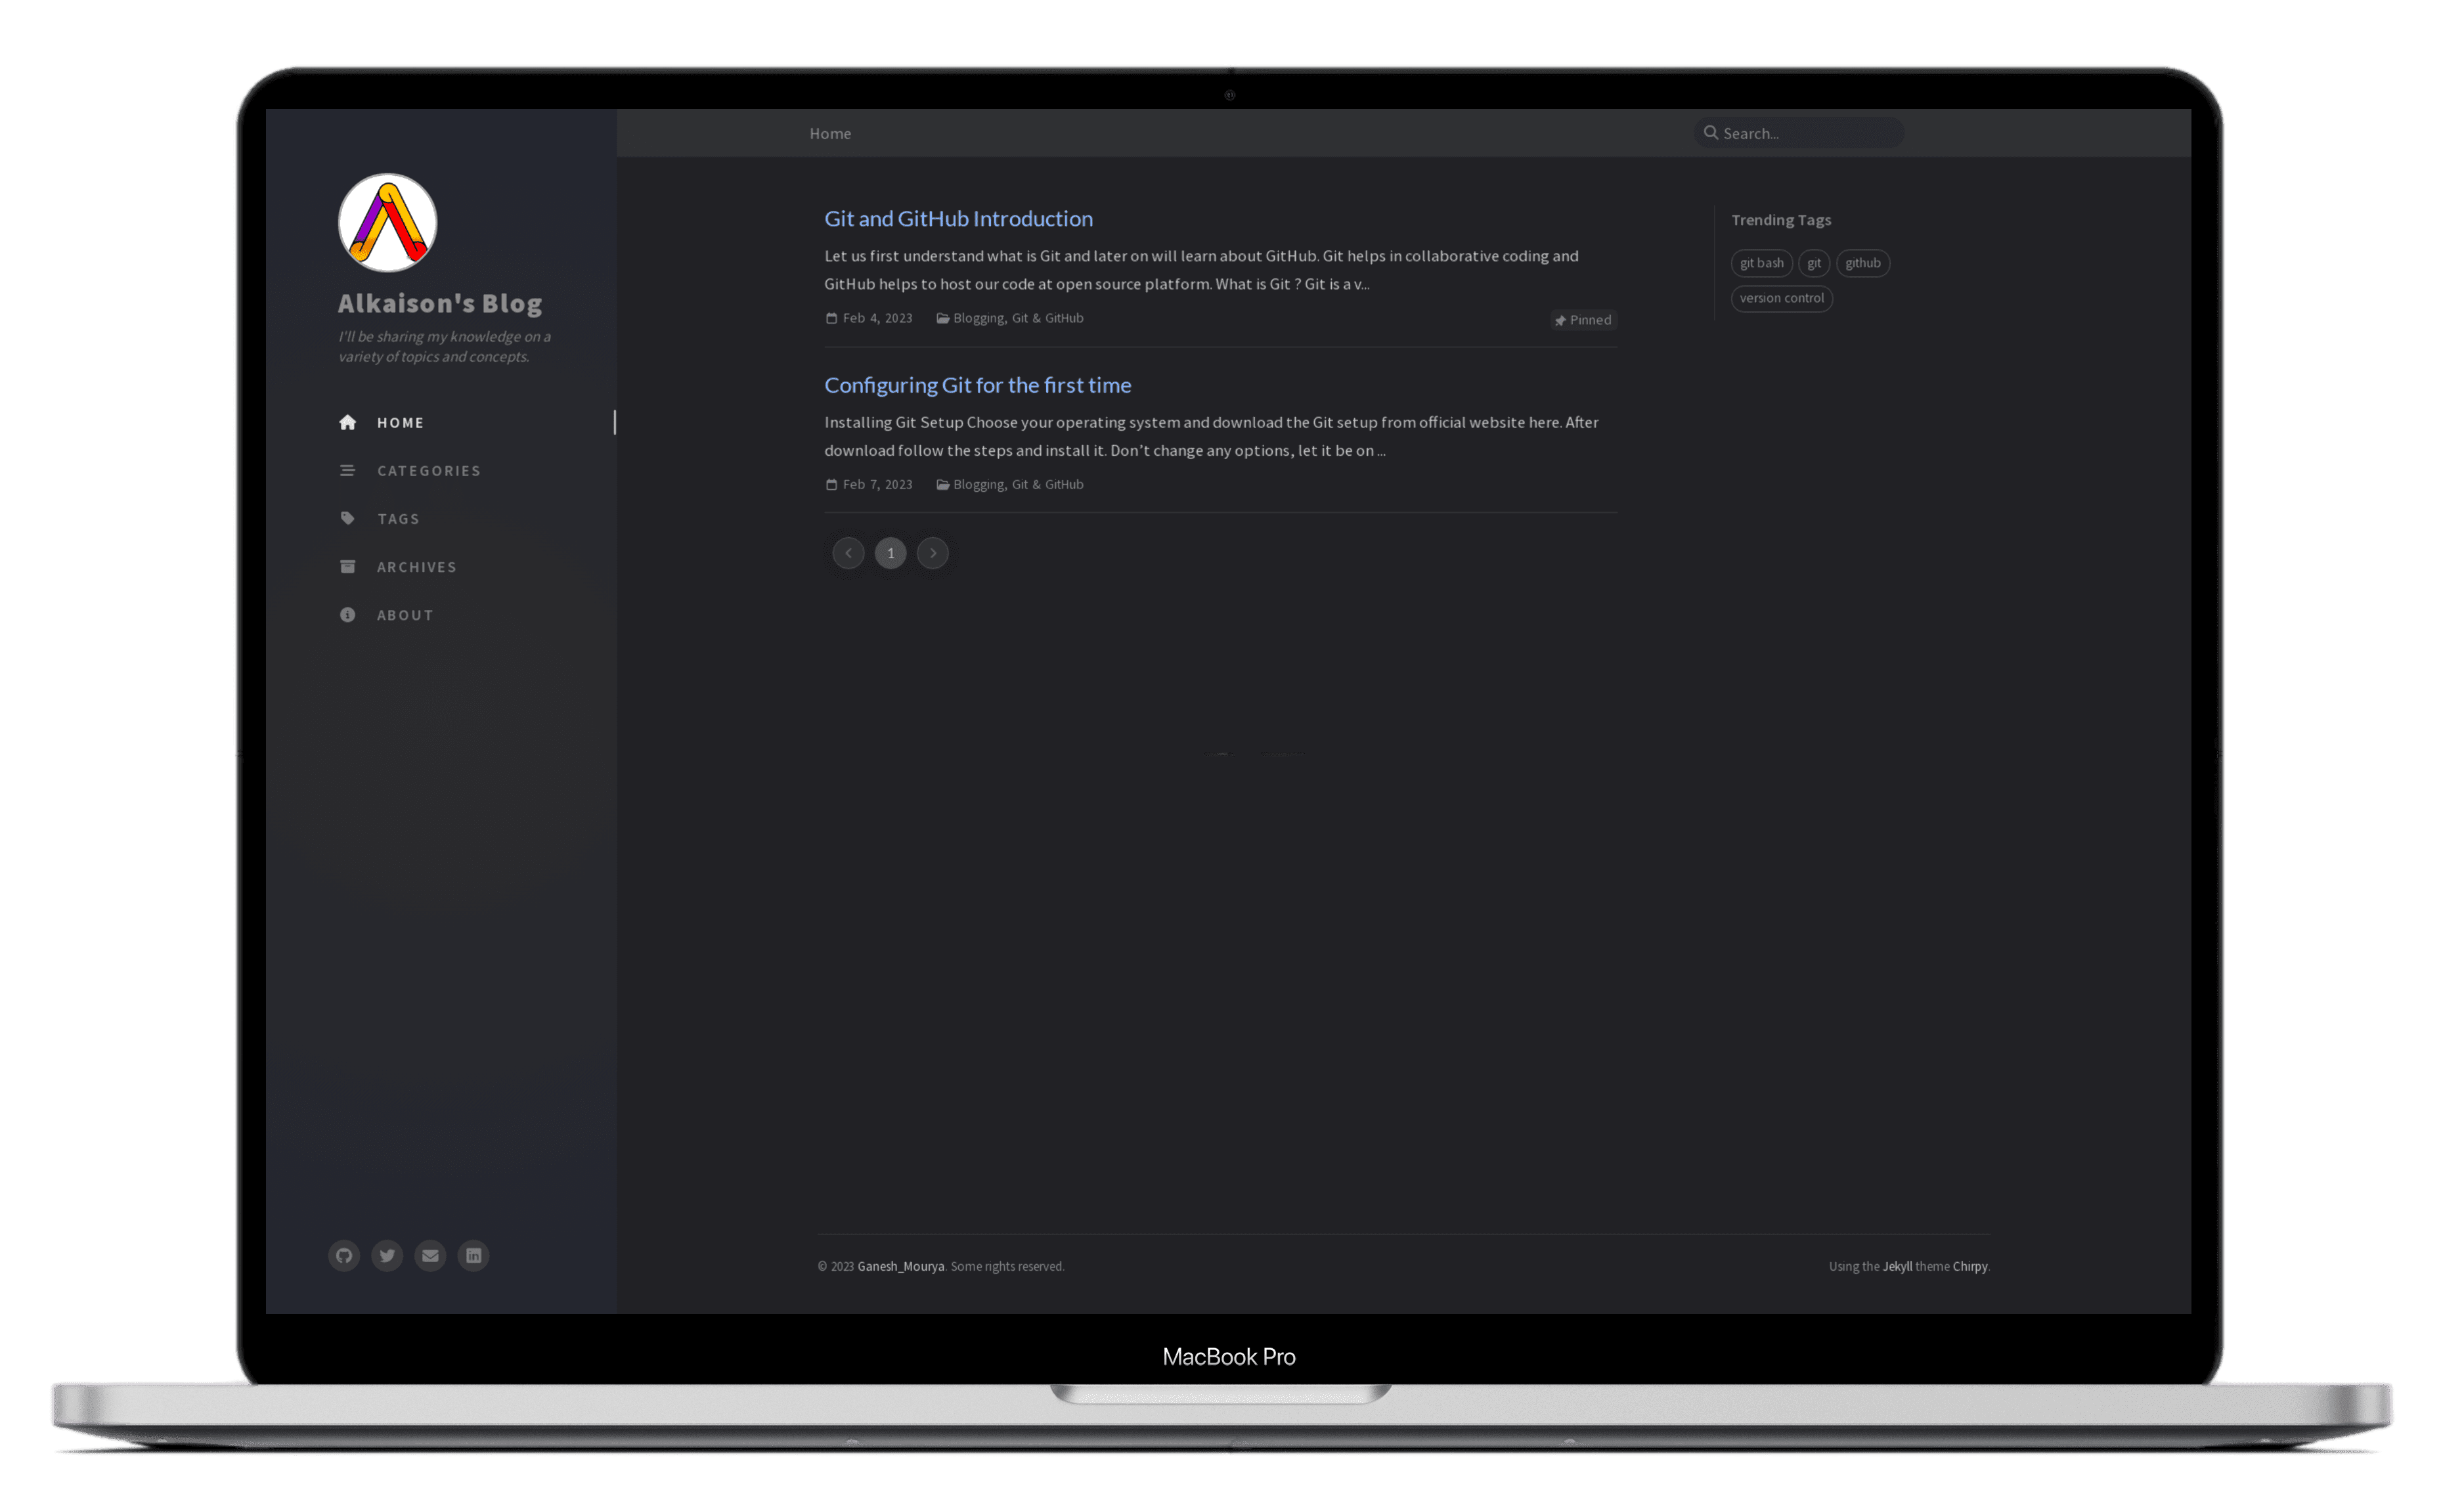 Alkaison's Blog
I'll be sharing my knowledge on a
variety of topics and concepts.
HOME
CATEGORIES
TAGS
ARCHIVES
ABOUT
Home
Search...
Git and GitHub Introduction
Let us first understand what is Git and later on will learn about GitHub. Git helps in collaborative coding and
GitHub helps to host our code at open source platform. What is Git ? Git is a v...
Feb 4, 2023 Blogging, Git & GitHub
Pinned
Configuring Git for the first time
Installing Git Setup Choose your operating system and download the Git setup from official website here. After
download follow the steps and install it. Don’t change any options, let it be on ...
Feb 7, 2023 Blogging, Git & GitHub
1
Trending Tags
git bash git github
version control
© 2023 Ganesh_Mourya. Some rights reserved.
Using the Jekyll theme Chirpy.
MacBook Pro